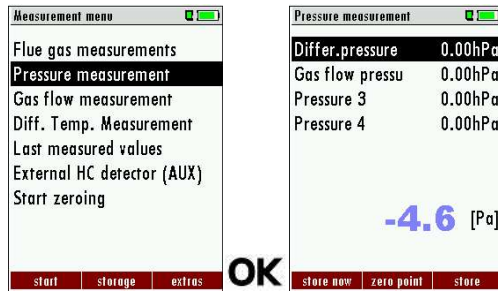 Measurement menu
Flue gas measurements
Pressure measurement
Gas flow measurement
Diff. Temp. Measurement
Last measured values
External HC detector (AUX)
Start zeroing
start storage extras
OK
Pressure measurement
Differ.pressure 0.00hPa
Gas flow pressu 0.00hPa
Pressure 3 0.00hPa
Pressure 4 0.00hPa
-4.6 [Pa]
store now zero point store